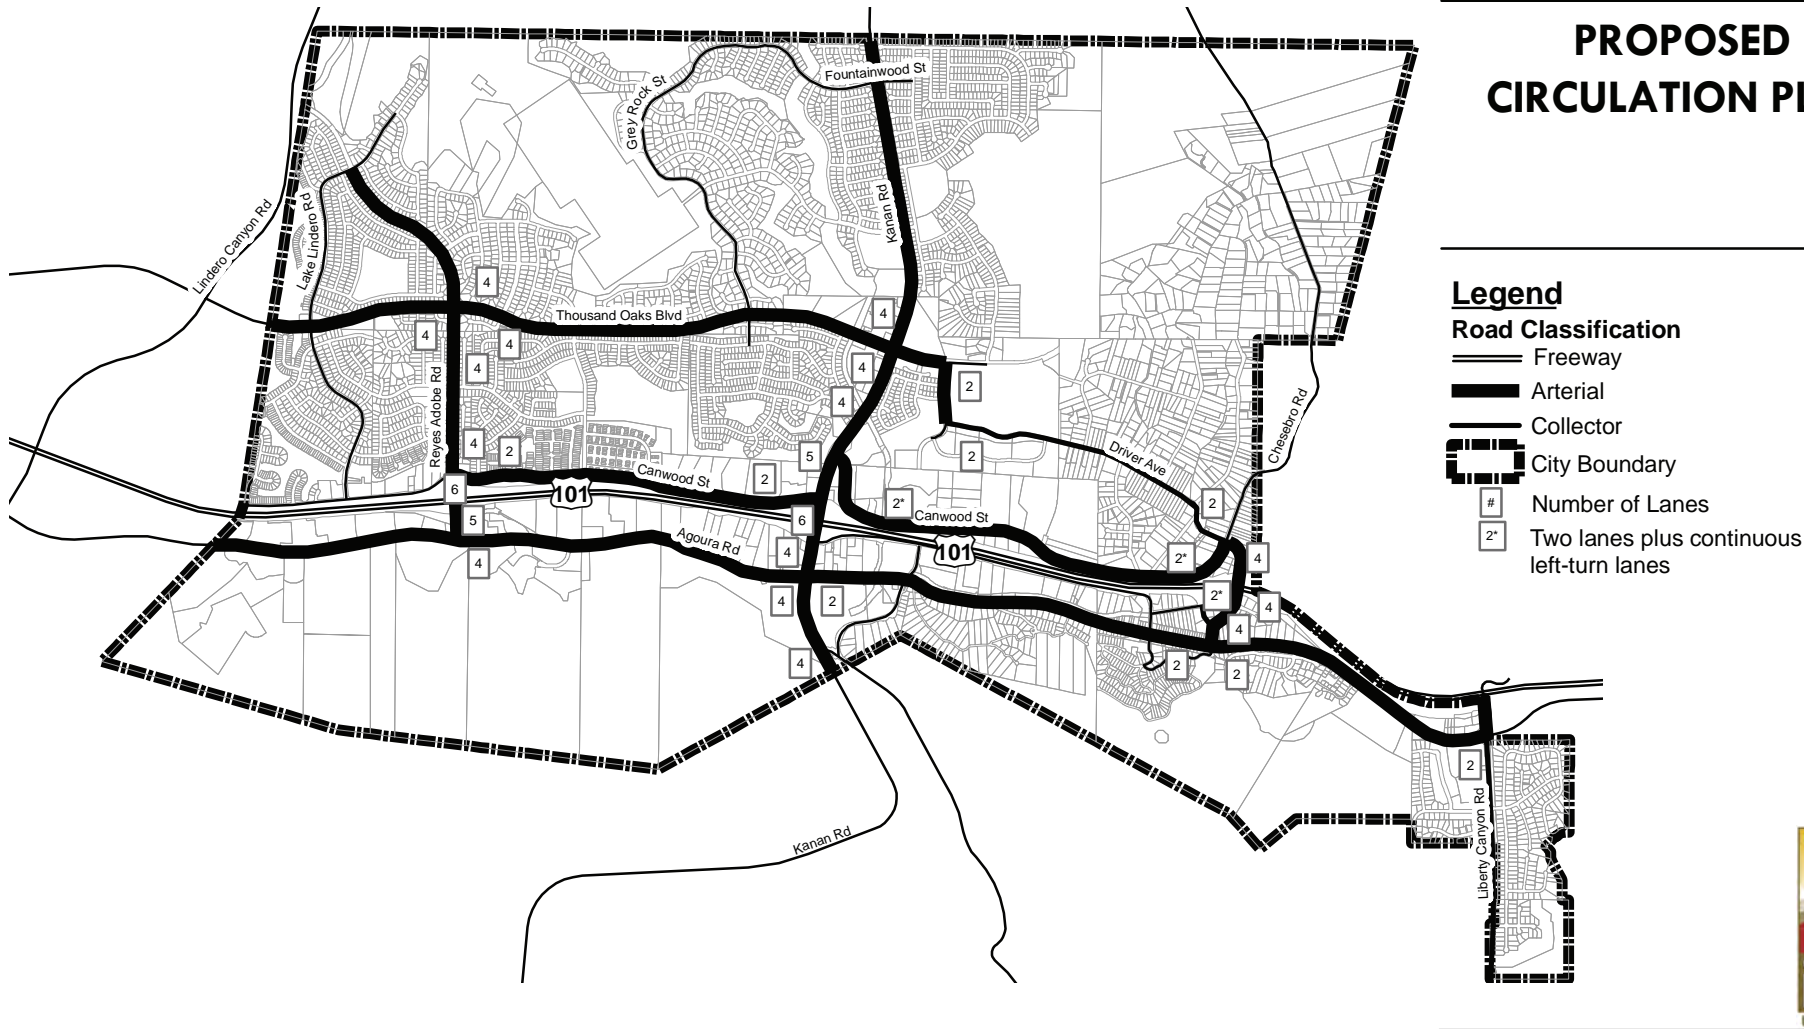 PROPOSED
CIRCULATION PL
Legend
Road Classification
Freeway
Arterial
Collector
City Boundary
# Number of Lanes
2* Two lanes plus continuous
left-turn lanes
Fountainwood St
Grey Rock St
Kanan Rd
Lindero Canyon Rd
Lake Lindero Rd
4
4
Thousand Oaks Blvd
4
4
4
4
Reyes Adobe Rd
4
2
Chesebro Rd
4
2
5
2
Driver Ave
Canwood St
2
6
101
2*
2
Canwood St
5
6
Agoura Rd
4
101
4
2*
4
4
2
2*
4
4
4
2
2
2
Kanan Rd
Liberty Canyon Rd